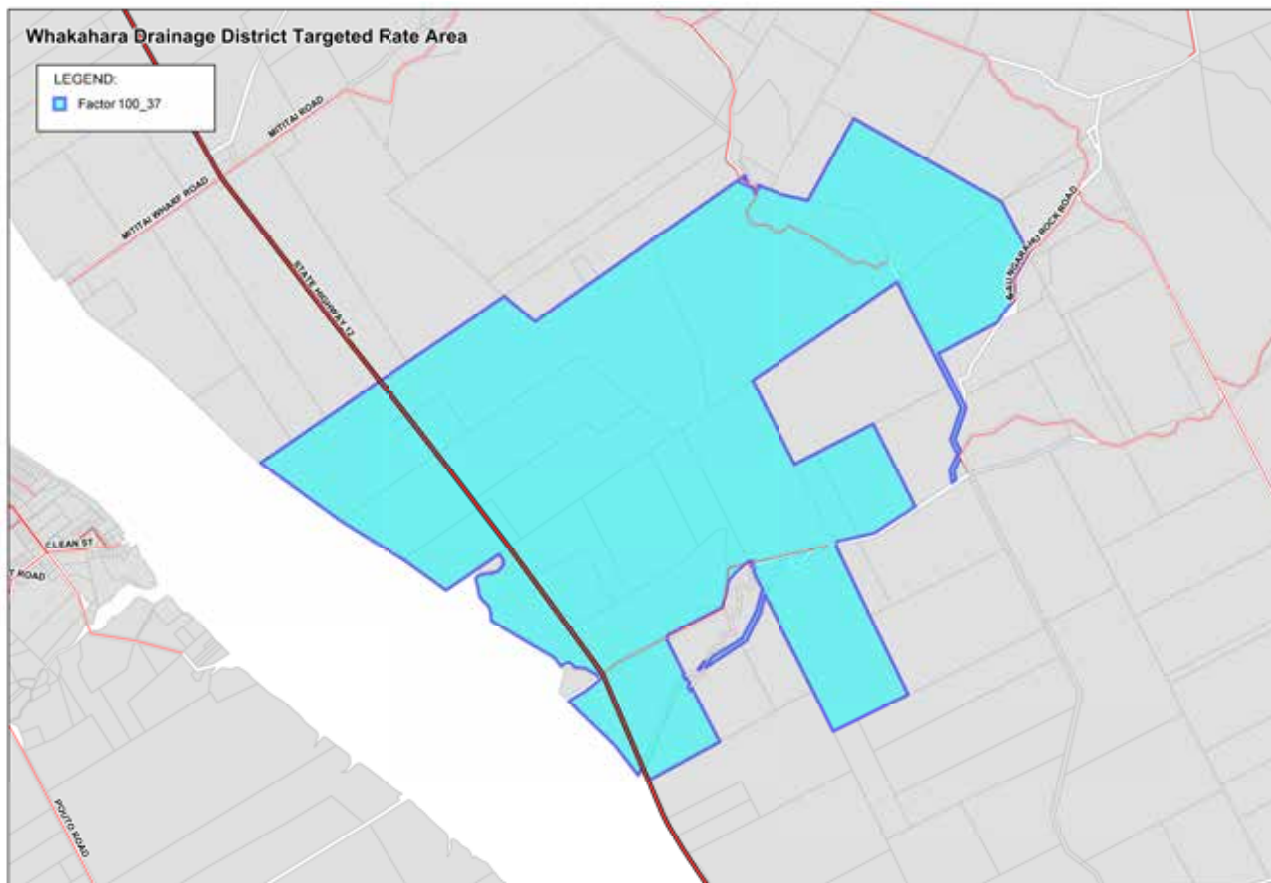 Whakahara Drainage District Targeted Rate Area
LEGEND:
Factor 100_37
MITITAI ROAD
MITITAI WHARF ROAD
STATE HIGHWAY 12
ROCK ROAD
CLEAN ST
T ROAD
POUTO ROAD